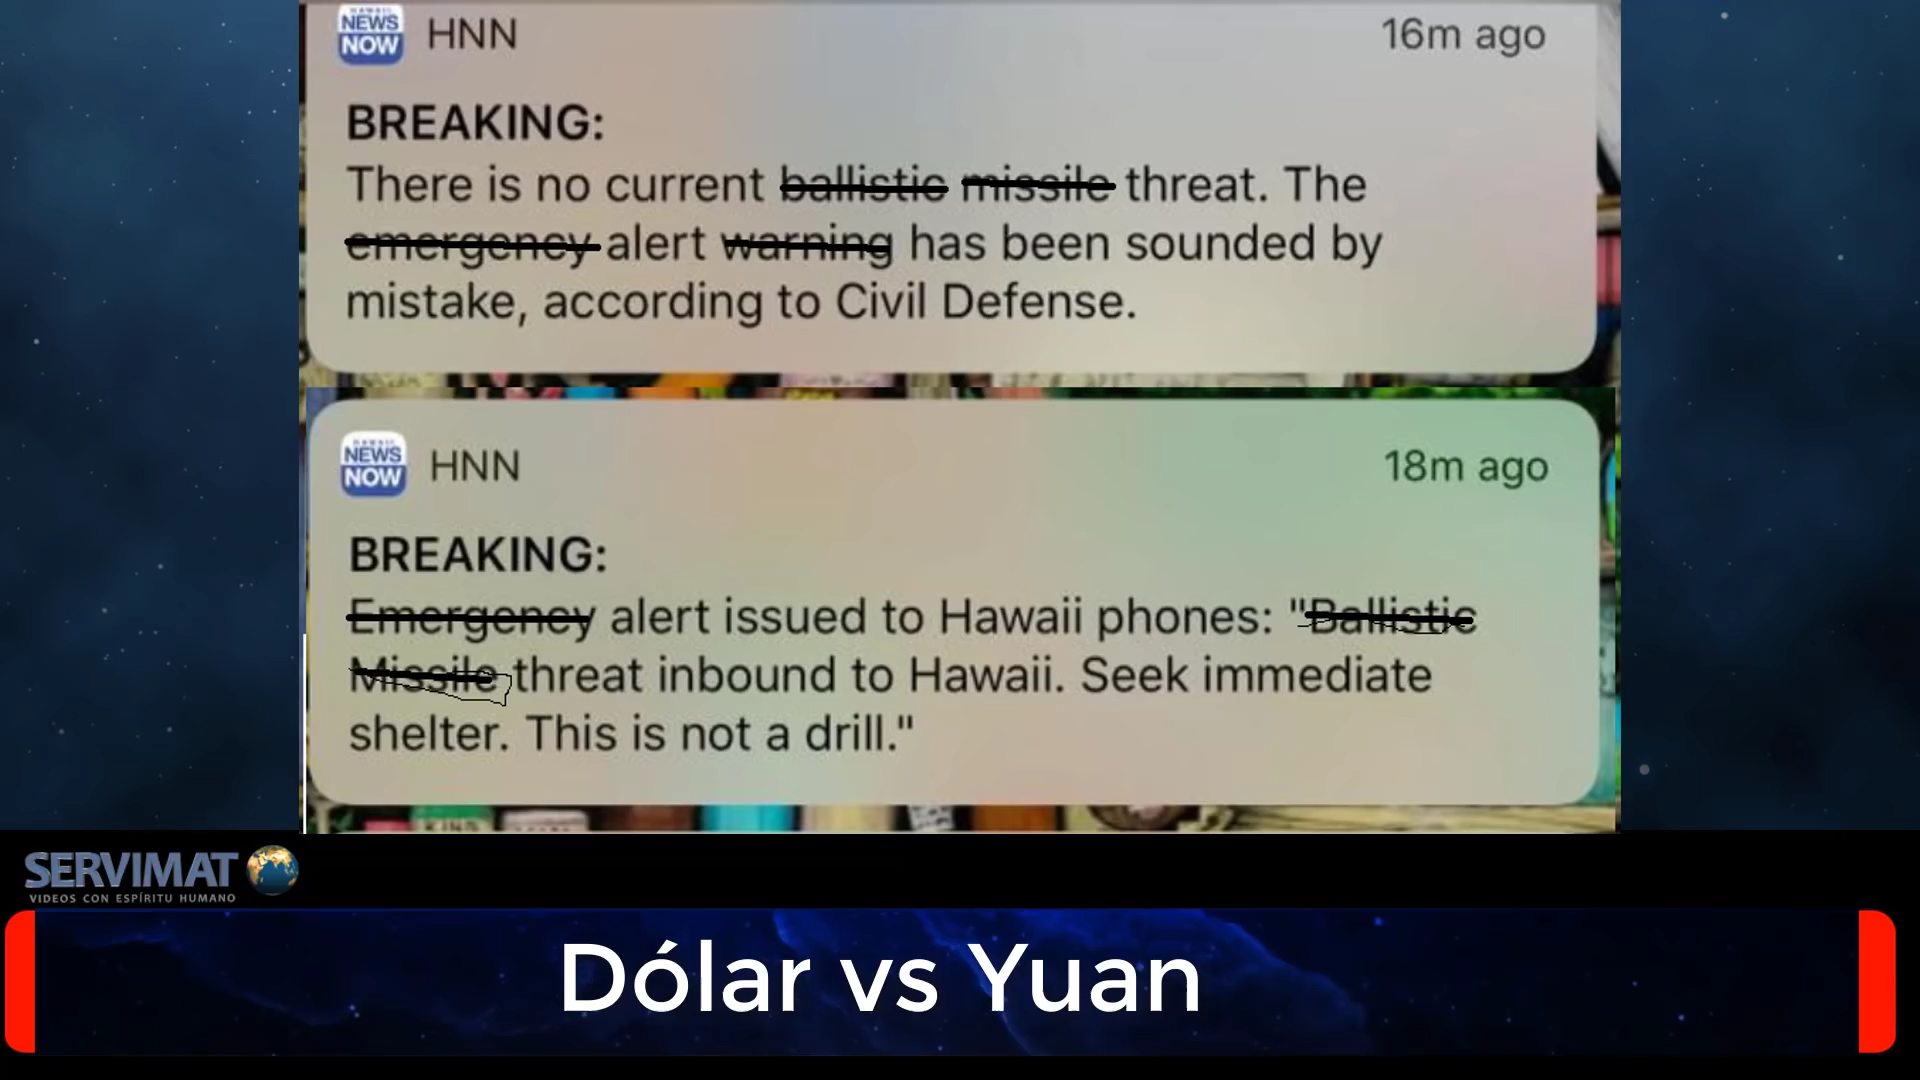 HAWAII
NEWS
NOW
HNN
16m ago
BREAKING:
There is no current ballistic missile threat. The
emergency alert warning has been sounded by
mistake, according to Civil Defense.
HAWAII
NEWS
NOW
HNN
18m ago
BREAKING:
Emergency alert issued to Hawaii phones: "Ballistic
Missile threat inbound to Hawaii. Seek immediate
shelter. This is not a drill."
SERVIMAT
VIDEOS CON ESPÍRITU HUMANO
Dólar vs Yuan